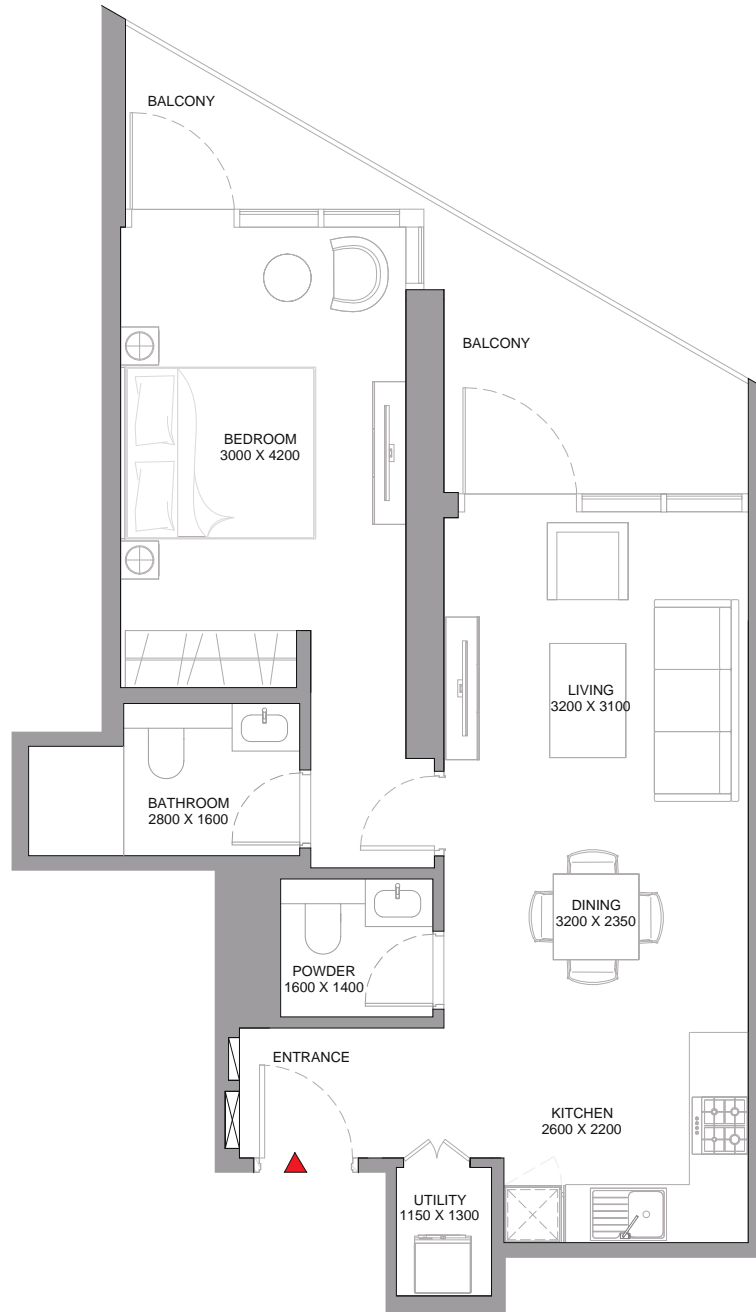 BALCONY
BALCONY
BEDROOM
3000 X 4200
LIVING
3200 X 3100
BATHROOM
2800 X 1600
DINING
3200 X 2350
POWDER
1600 X 1400
ENTRANCE
KITCHEN
2600 X 2200
UTILITY
1150 X 1300